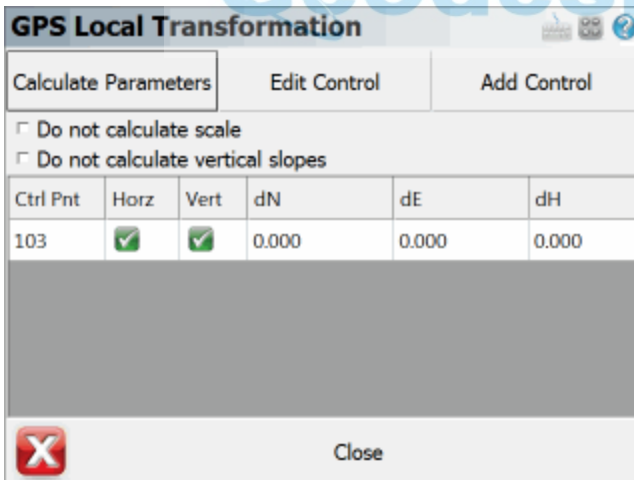 GPS Local Transformation
Calculate Parameters Edit Control Add Control
Do not calculate scale
Do not calculate vertical slopes
Ctrl Pnt Horz Vert dN dE dH
103 0.000 0.000 0.000
Close